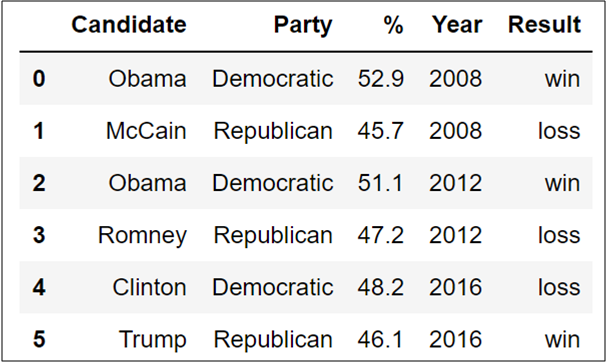 Candidate Party % Year Result
0 Obama Democratic 52.9 2008 win
1 McCain Republican 45.7 2008 loss
2 Obama Democratic 51.1 2012 win
3 Romney Republican 47.2 2012 loss
4 Clinton Democratic 48.2 2016 loss
5 Trump Republican 46.1 2016 win